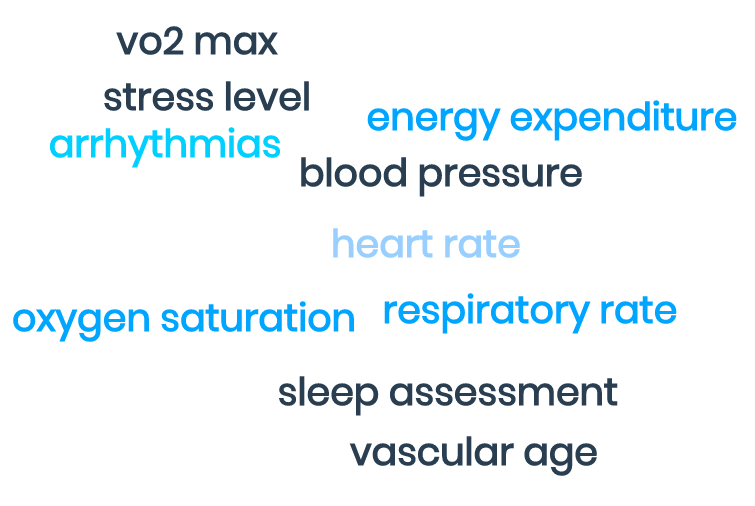 vo2 max
stress level
energy expenditure
arrhythmias
blood pressure
heart rate
oxygen saturation
respiratory rate
sleep assessment
vascular age